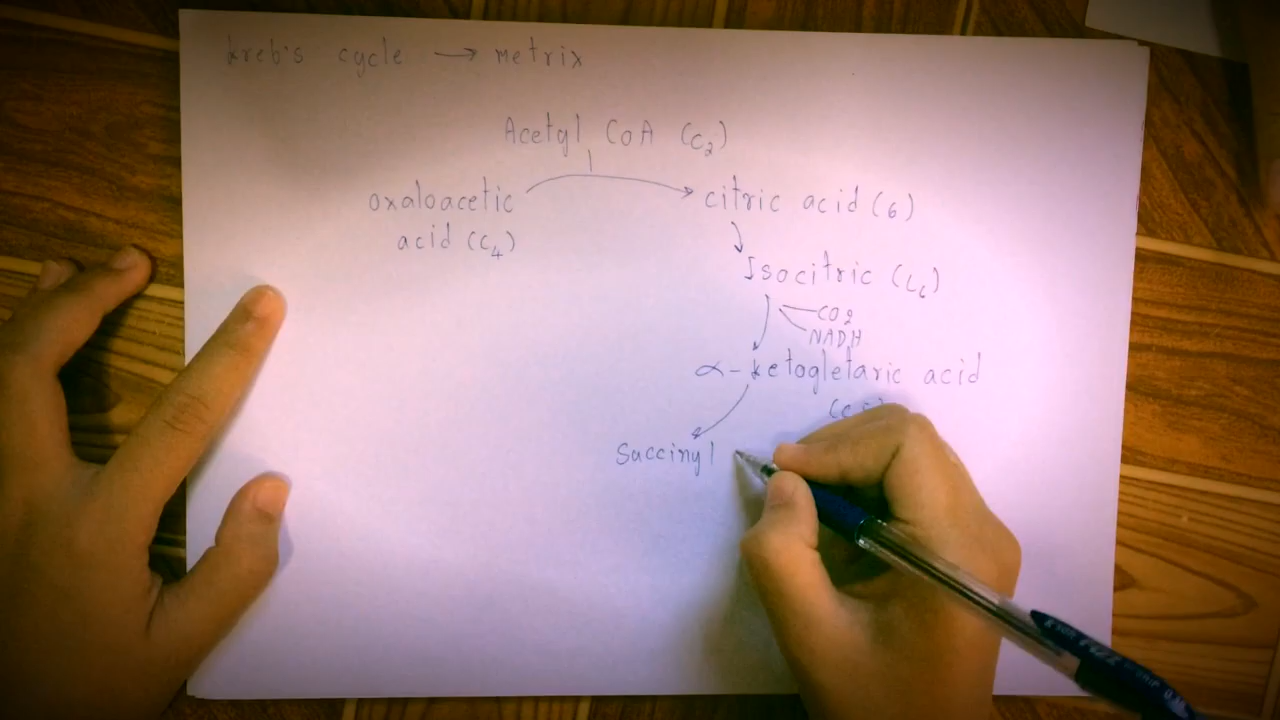 kreb's cycle → metrix
Acetyl CoA (C2)
oxaloacetic
acid (C4)
citric acid (6)
Isocitric (C6)
CO2
NADH
α-ketogletaric acid
(C5)
Succinyl